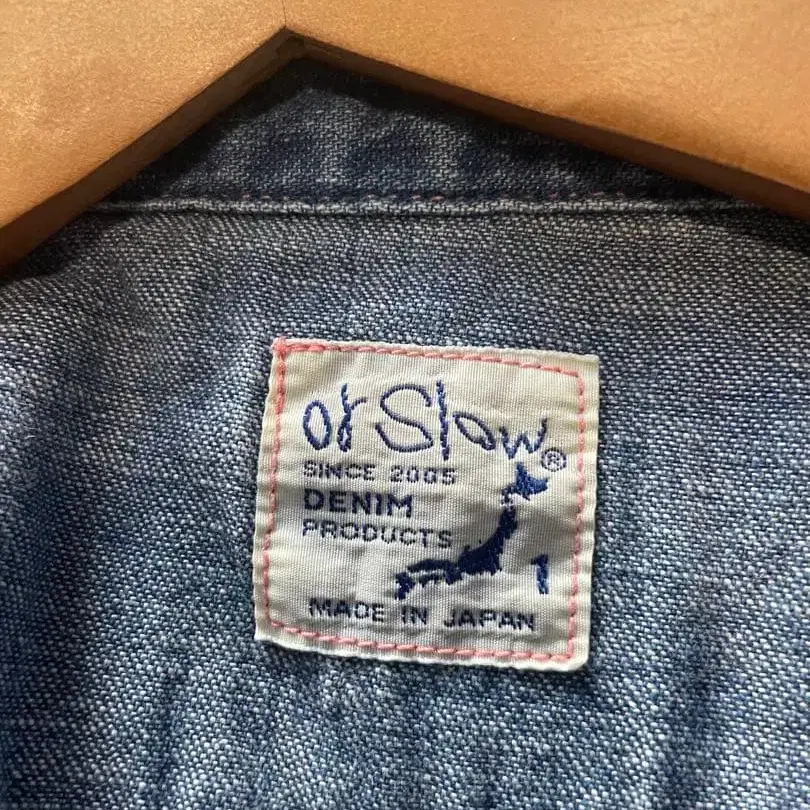 or Slow®
SINCE 2005
DENIM
PRODUCTS
1
MADE IN JAPAN